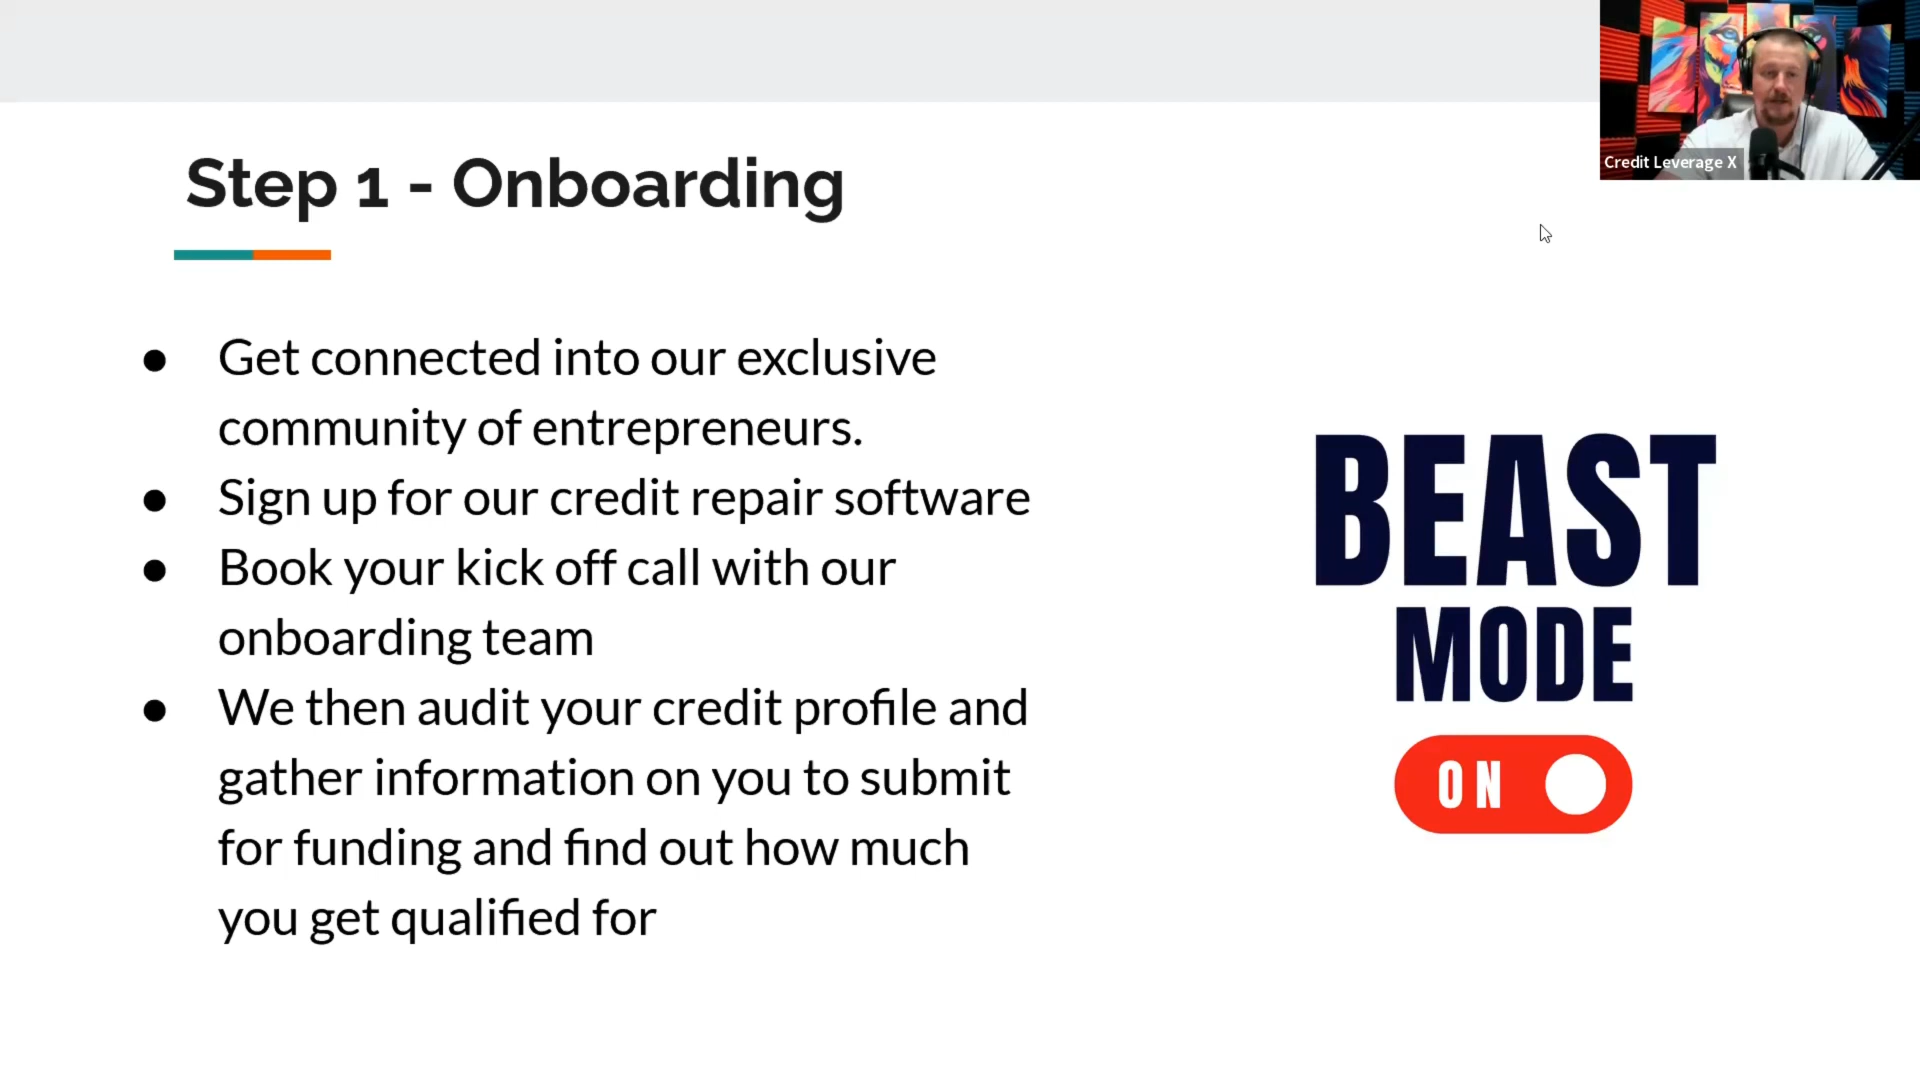 Credit Leverage X
Step 1 - Onboarding
● Get connected into our exclusive
community of entrepreneurs.
● Sign up for our credit repair software
● Book your kick off call with our
onboarding team
● We then audit your credit profile and
gather information on you to submit
for funding and find out how much
you get qualified for
BEAST
MODE
ON